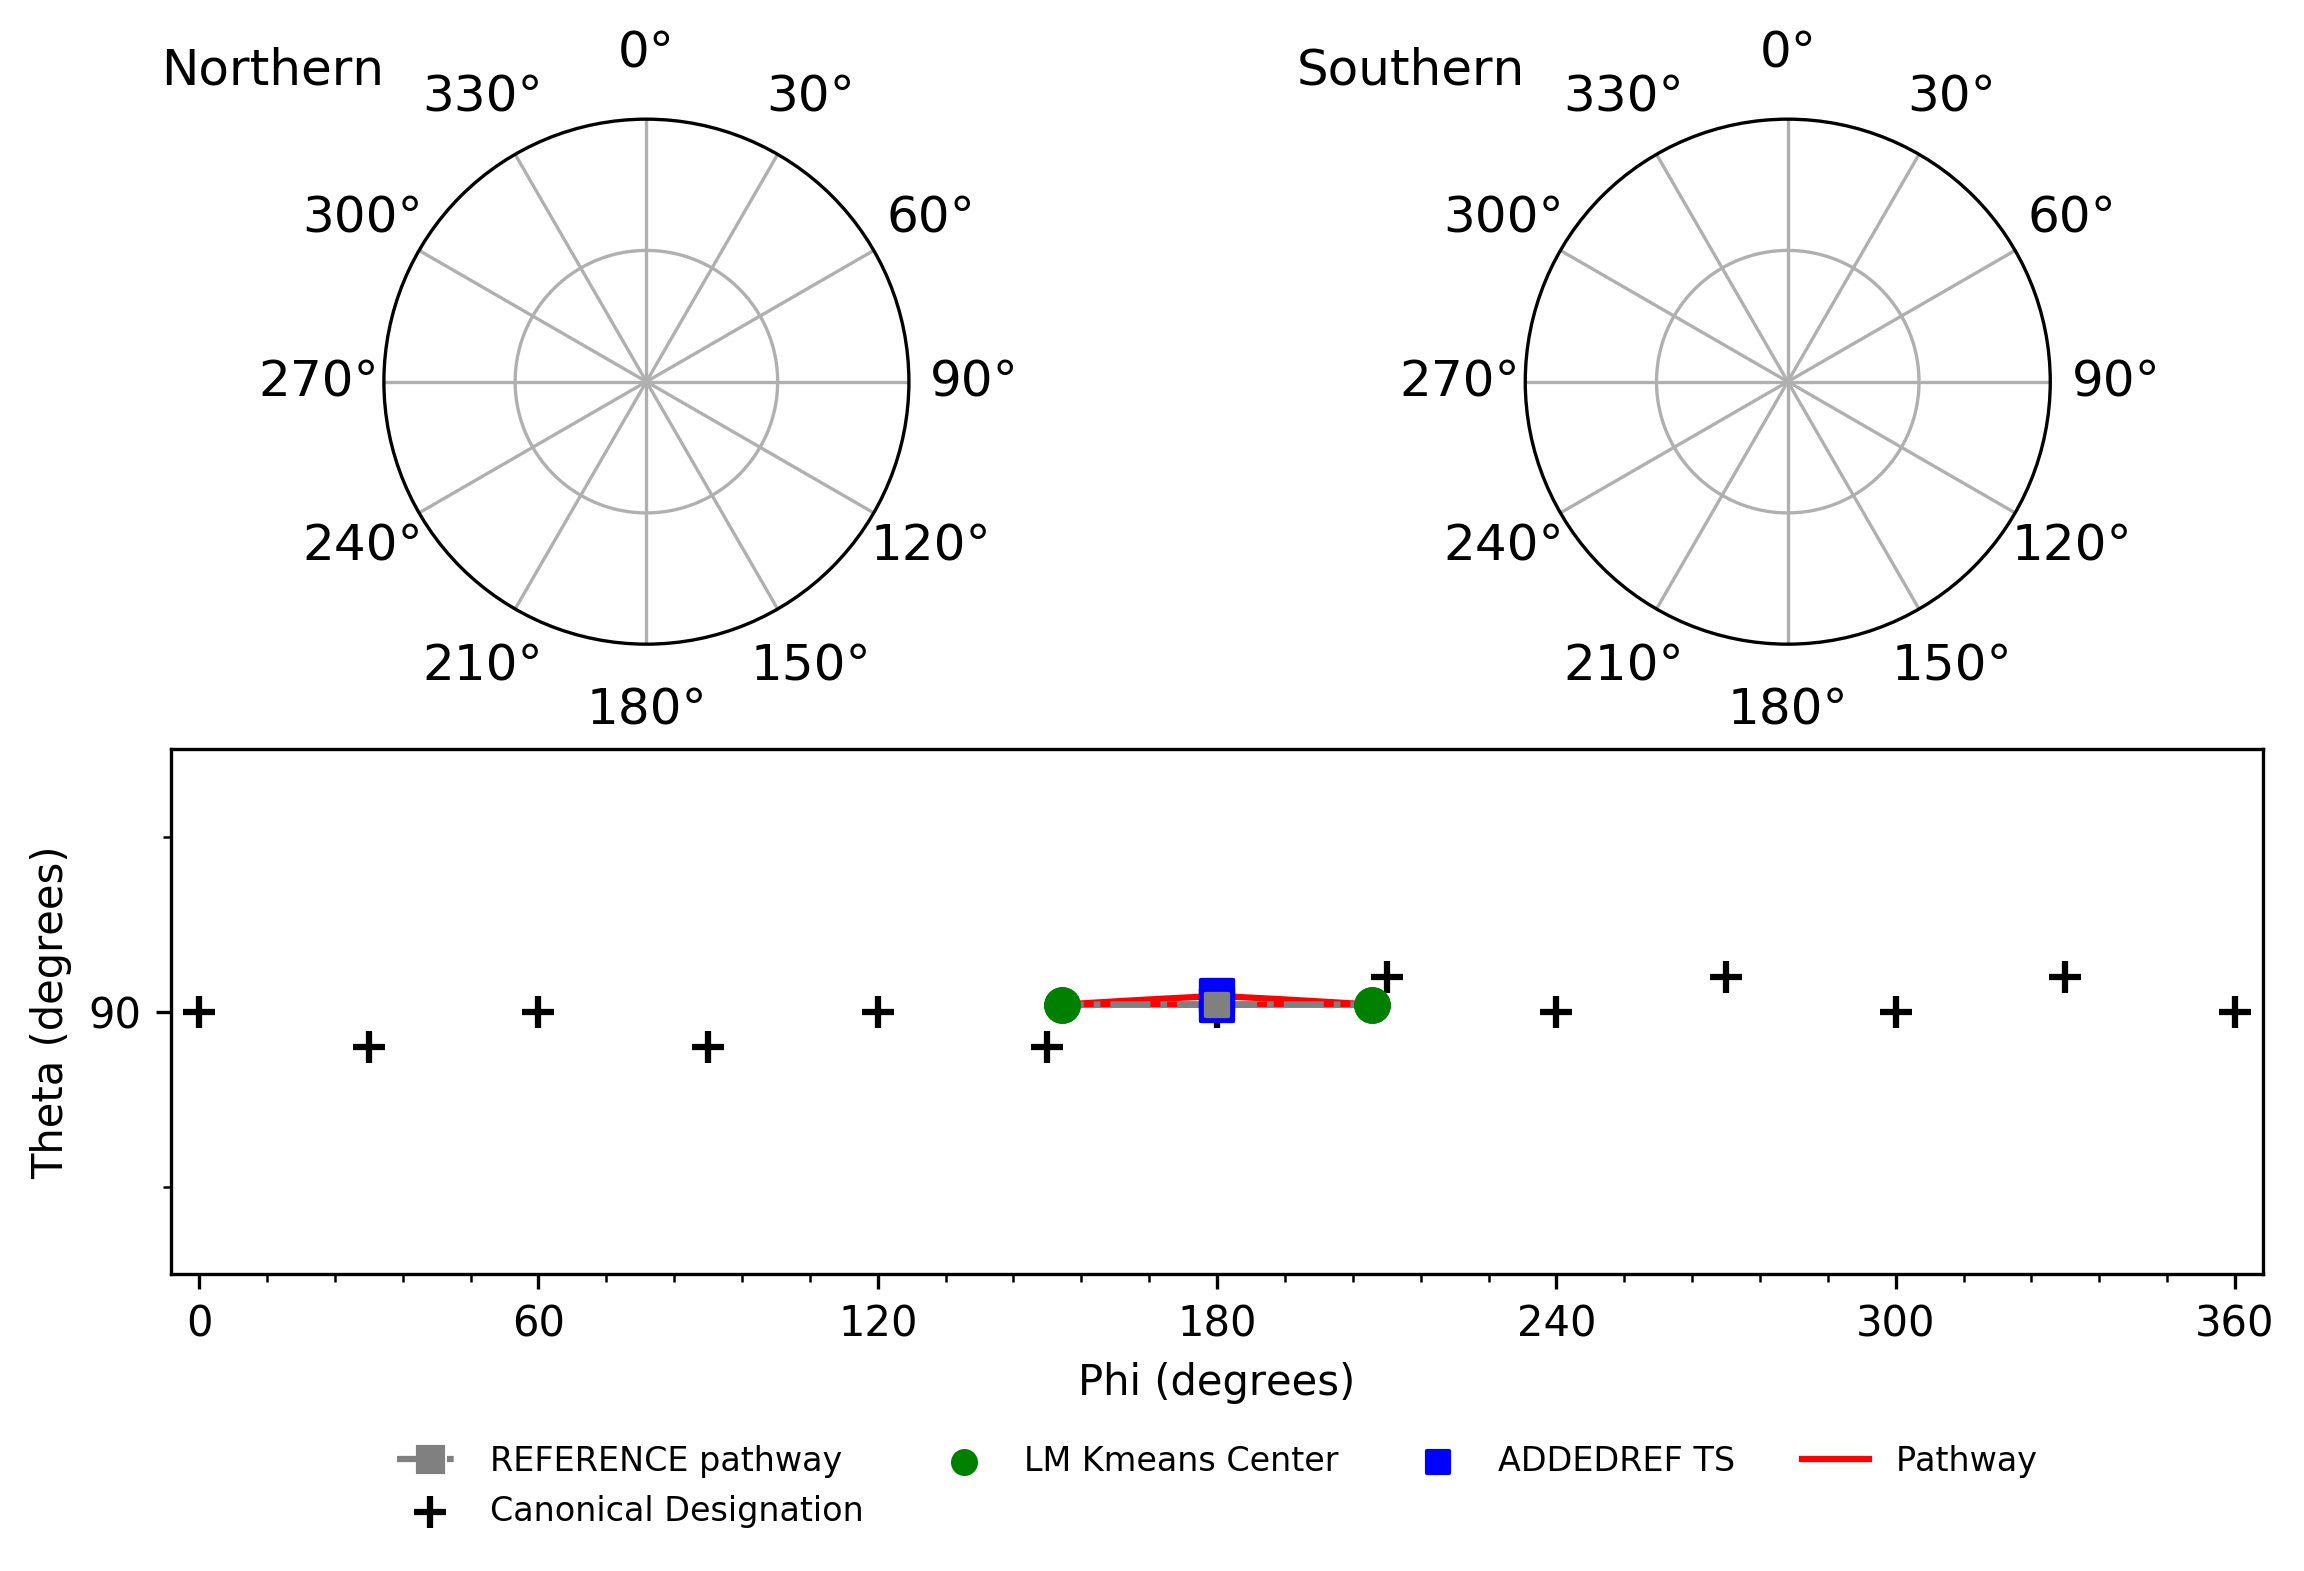 Northern
0°
330°
30°
300°
60°
270°
90°
240°
120°
210°
150°
180°
Southern
0°
330°
30°
300°
60°
270°
90°
240°
120°
210°
150°
180°
Theta (degrees)
90
0 60 120 180 240 300 360
Phi (degrees)
REFERENCE pathway
Canonical Designation
LM Kmeans Center
ADDEDREF TS
Pathway